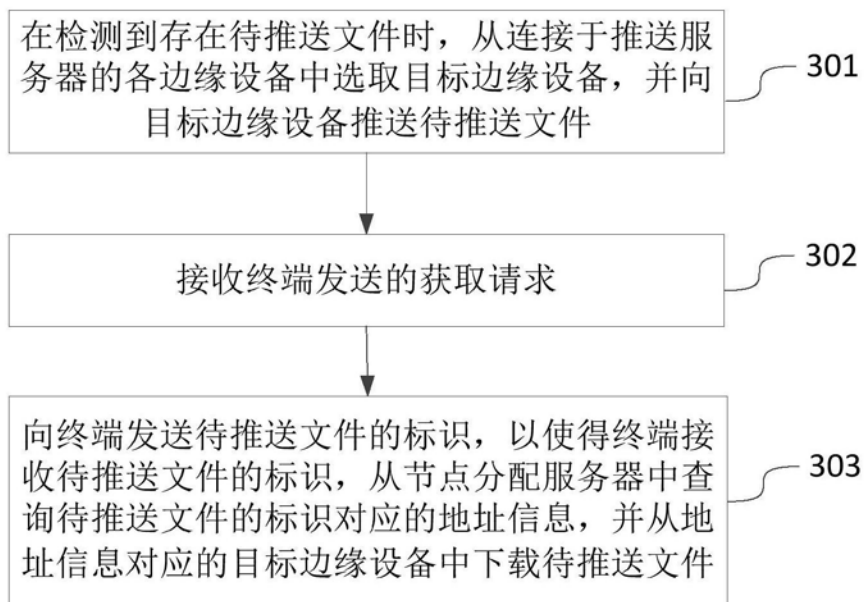 在检测到存在待推送文件时，从连接于推送服
务器的各边缘设备中选取目标边缘设备，并向
目标边缘设备推送待推送文件
301
接收终端发送的获取请求
302
向终端发送待推送文件的标识，以使得终端接
收待推送文件的标识，从节点分配服务器中查
询待推送文件的标识对应的地址信息，并从地
址信息对应的目标边缘设备中下载待推送文件
303